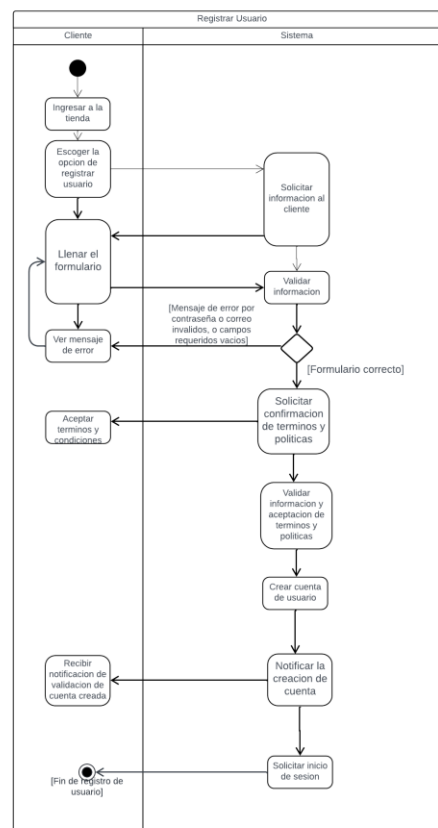 Registrar Usuario
Cliente
Sistema
Ingresar a la
tienda
Escoger la
opcion de
registrar
usuario
Solicitar
informacion al
cliente
Llenar el
formulario
Validar
informacion
[Mensaje de error por
contraseña o correo
invalidos, o campos
requeridos vacios]
Ver mensaje
de error
[Formulario correcto]
Solicitar
confirmacion
de terminos y
politicas
Aceptar
terminos y
condiciones
Validar
informacion y
aceptacion de
terminos y
politicas
Crear cuenta
de usuario
Recibir
notificacion de
validacion de
cuenta creada
Notificar la
creacion de
cuenta
Solicitar inicio
de sesion
[Fin de registro de
usuario]